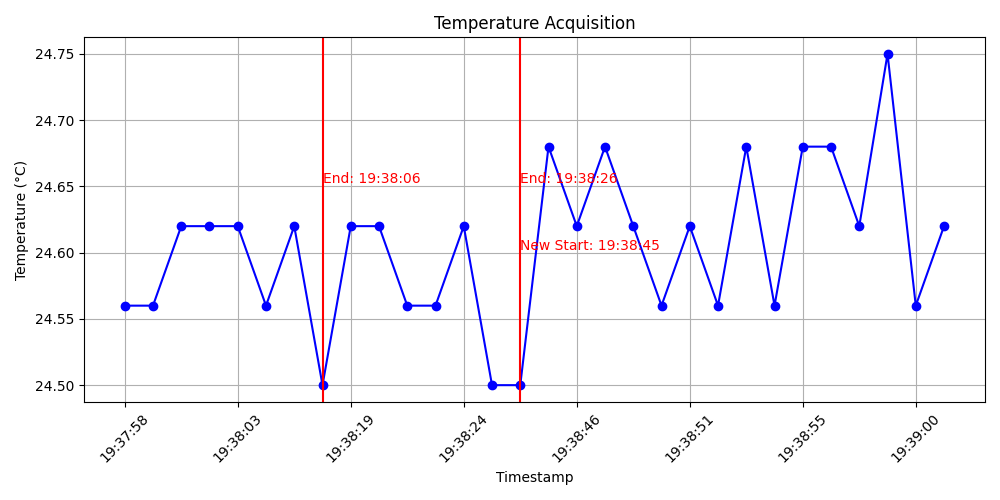 Temperature Acquisition
Temperature (°C)
24.75
24.70
24.65
24.60
24.55
24.50
End: 19:38:06
End: 19:38:26
New Start: 19:38:45
19:37:58
19:38:03
19:38:19
19:38:24
19:38:46
19:38:51
19:38:55
19:39:00
Timestamp